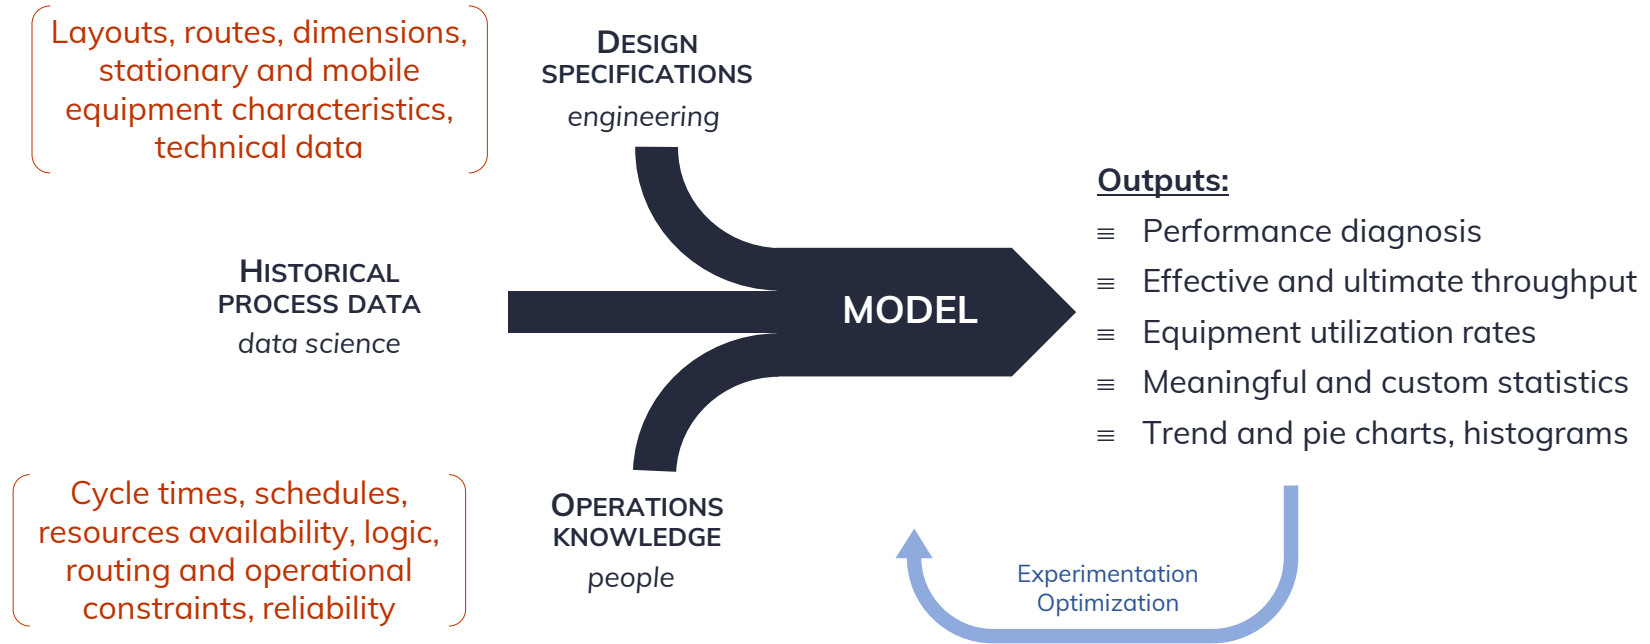 Layouts, routes, dimensions,
stationary and mobile
equipment characteristics,
technical data
DESIGN
SPECIFICATIONS
engineering
HISTORICAL
PROCESS DATA
data science
MODEL
Cycle times, schedules,
resources availability, logic,
routing and operational
constraints, reliability
OPERATIONS
KNOWLEDGE
people
Outputs:
≡ Performance diagnosis
≡ Effective and ultimate throughput
≡ Equipment utilization rates
≡ Meaningful and custom statistics
≡ Trend and pie charts, histograms
Experimentation
Optimization